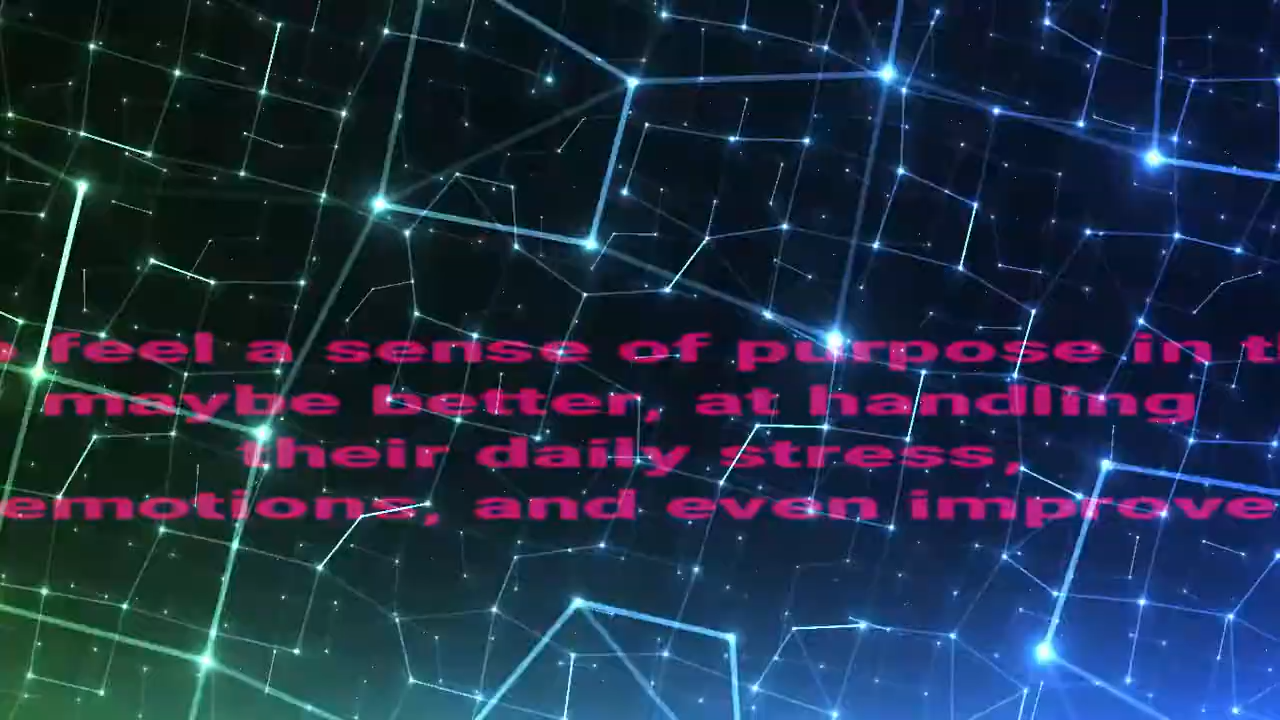 feel a sense of purpose in
maybe better, at handling
their daily stress,
emotions, and even improve